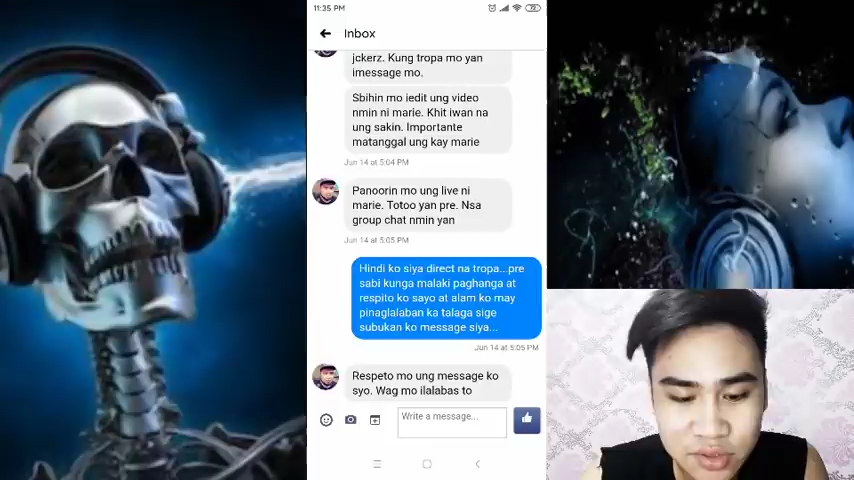 11:35 PM
72
Inbox
jckerz. Kung tropa mo yan
imessage mo.
Sbihin mo iedit ung video
nmin ni marie. Khit iwan na
ung sakin. Importante
matanggal ung kay marie
Jun 14 at 5:04 PM
Panoorin mo ung live ni
marie. Totoo yan pre. Nsa
group chat nmin yan
Jun 14 at 5:05 PM
Hindi ko siya direct na tropa...pre
sabi kunga malaki paghanga at
respito ko sayo at alam ko may
pinaglalaban ka talaga sige
subukan ko message siya...
Jun 14 at 5:05 PM
Respeto mo ung message ko
syo. Wag mo ilalabas to
Write a message...